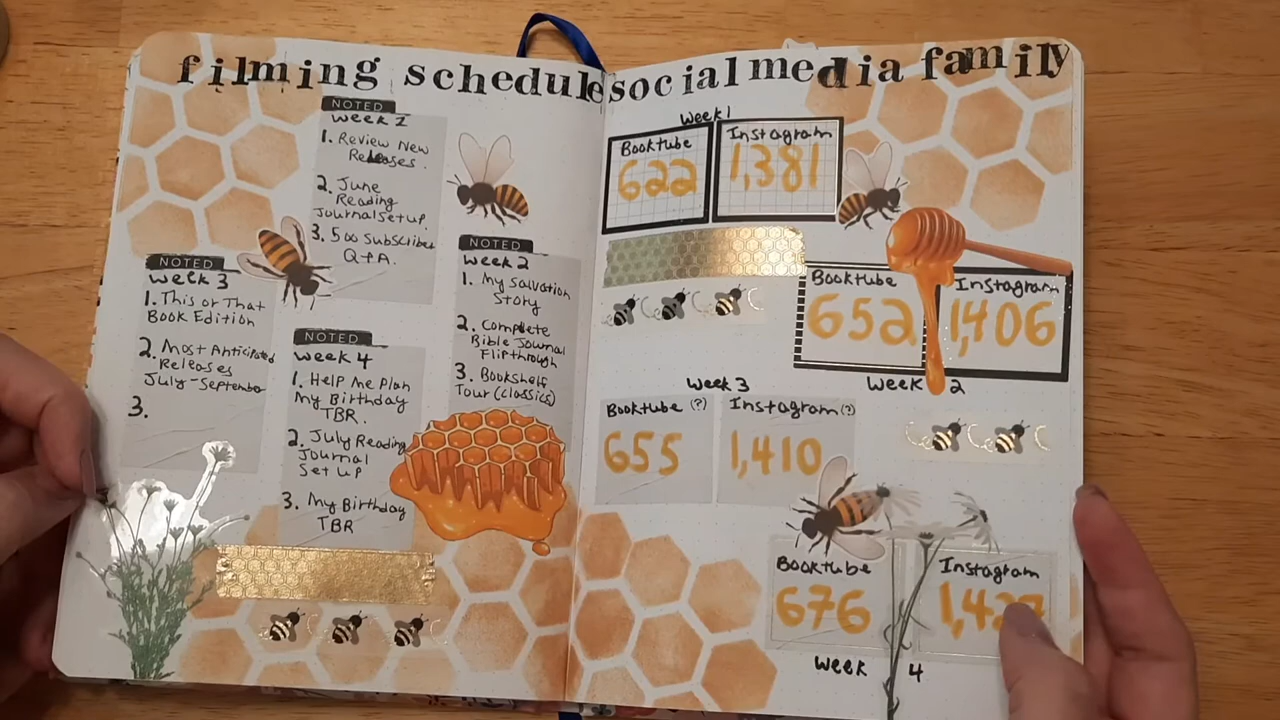 filming schedule
NOTED
week 1
1. Review New
Releases.
2. June
Reading
Journal Setup
3. 500 Subscriber
Q+A.
NOTED
week 2
1. My Salvation
Story
2. Complete
Bible Journal
Flipthrough
3. Bookshelf
Tour (classics)
NOTED
week 3
1. This or That
Book Edition
2. Most Anticipated
Releases
July-September
3.
NOTED
week 4
1. Help Me Plan
My Birthday
TBR.
2. July Reading
Journal
Set up
3. My Birthday
TBR
social media family
week 1
Booktube
622
Instagram
1,381
Booktube
652
Instagram
1,406
week 2
week 3
Booktube (?)
655
Instagram (?)
1,410
Booktube
676
Instagram
week 4